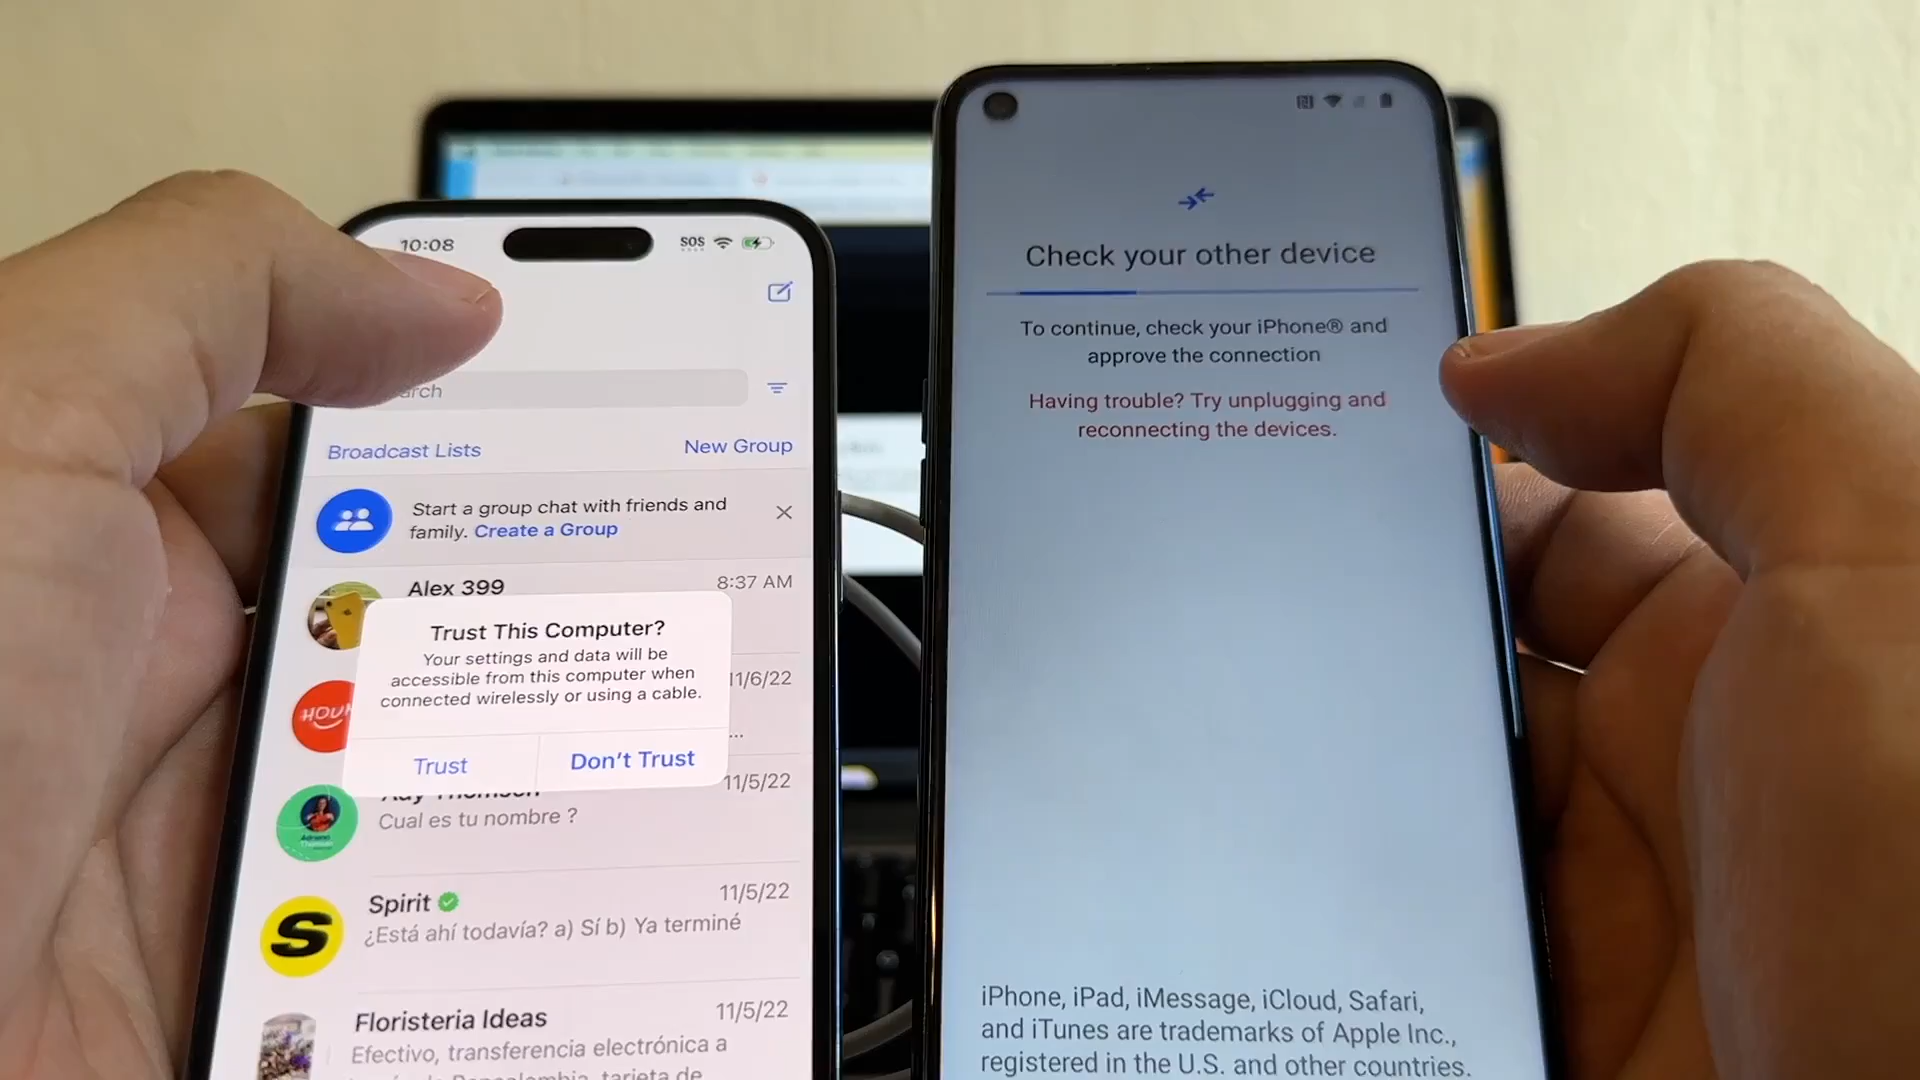 10:08
SOS
Broadcast Lists
New Group
Start a group chat with friends and
family. Create a Group
Alex 399
8:37 AM
Trust This Computer?
Your settings and data will be
accessible from this computer when
connected wirelessly or using a cable.
Trust
Don't Trust
11/6/22
...
11/5/22
Cual es tu nombre ?
Spirit
11/5/22
¿Está ahí todavía? a) Sí b) Ya terminé
Floristeria Ideas
11/5/22
Efectivo, transferencia electrónica a
Check your other device
To continue, check your iPhone® and
approve the connection
Having trouble? Try unplugging and
reconnecting the devices.
iPhone, iPad, iMessage, iCloud, Safari,
and iTunes are trademarks of Apple Inc.,
registered in the U.S. and other countries.